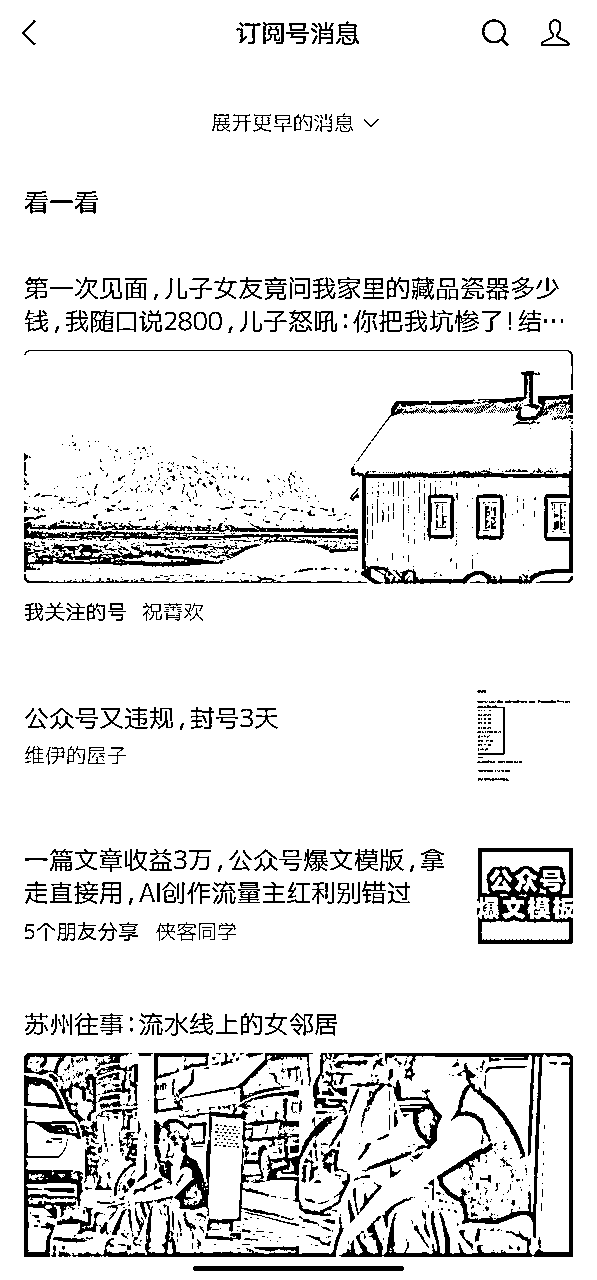 订阅号消息
展开更早的消息
看一看
第一次见面,儿子女友竟问我家里的藏品瓷器多少
钱,我随口说2800,儿子怒吼:你把我坑惨了!结…
我关注的号 祝蒏欢
公众号又违规,封号3天
维伊的屋子
一篇文章收益3万,公众号爆文模版,拿
走直接用,AI创作流量主红利别错过
公众号
爆文模板
5个朋友分享 侠客同学
苏州往事:流水线上的女邻居